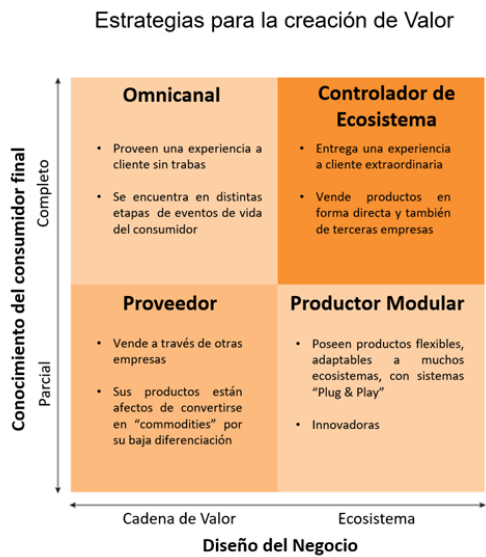 Estrategias para la creación de Valor
Omnicanal
• Proveen una experiencia a
cliente sin trabas
• Se encuentra en distintas
etapas de eventos de vida
del consumidor
Controlador de
Ecosistema
• Entrega una experiencia
a cliente extraordinaria
• Vende productos en
forma directa y también
de terceras empresas
Proveedor
• Vende a través de otras
empresas
• Sus productos están
afectos de convertirse
en “commodities” por
su baja diferenciación
Productor Modular
• Poseen productos flexibles,
adaptables a muchos
ecosistemas, con sistemas
“Plug & Play”
• Innovadoras
Conocimiento del consumidor final
Completo
Parcial
Cadena de Valor
Ecosistema
Diseño del Negocio